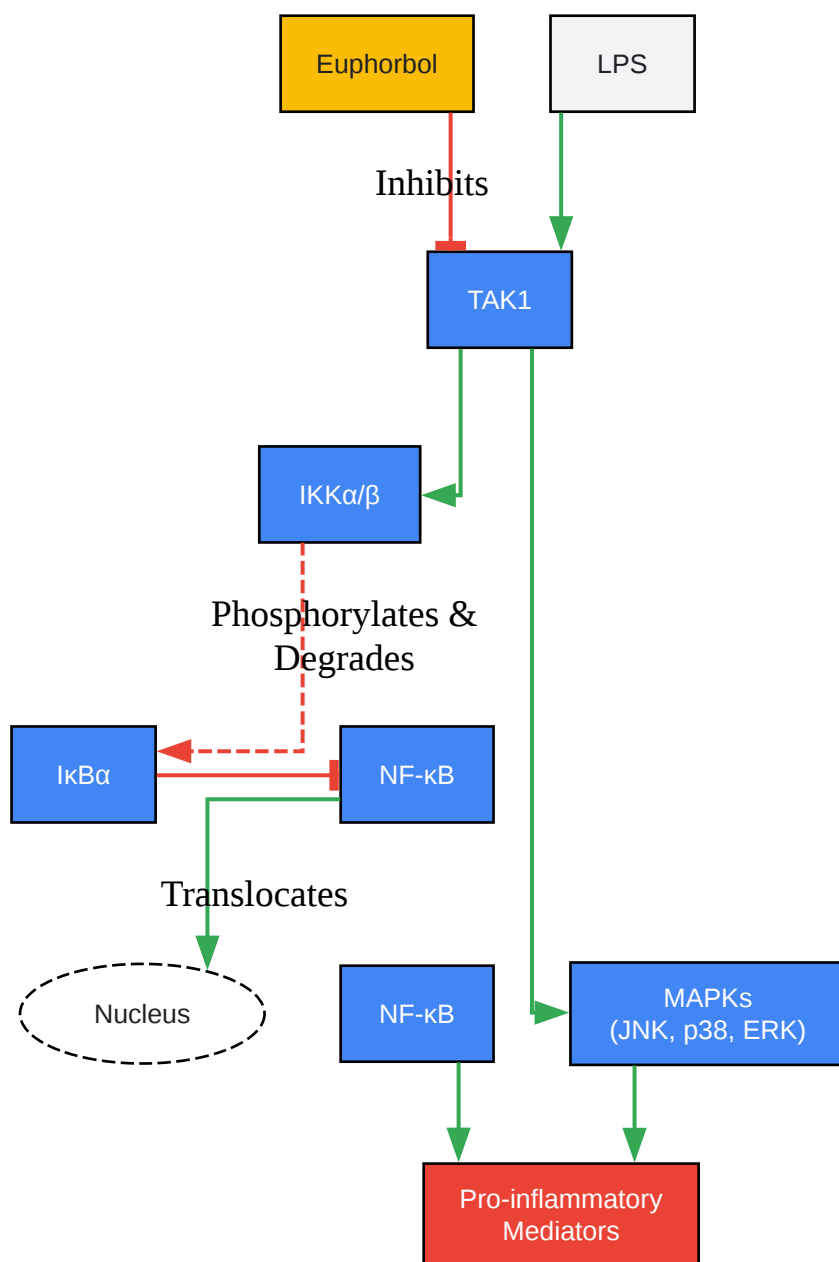 Euphorbol
LPS
Inhibits
TAK1
IKKα/β
Phosphorylates &
Degrades
IκBα
NF-κB
Translocates
Nucleus
NF-κB
MAPKs
(JNK, p38, ERK)
Pro-inflammatory
Mediators